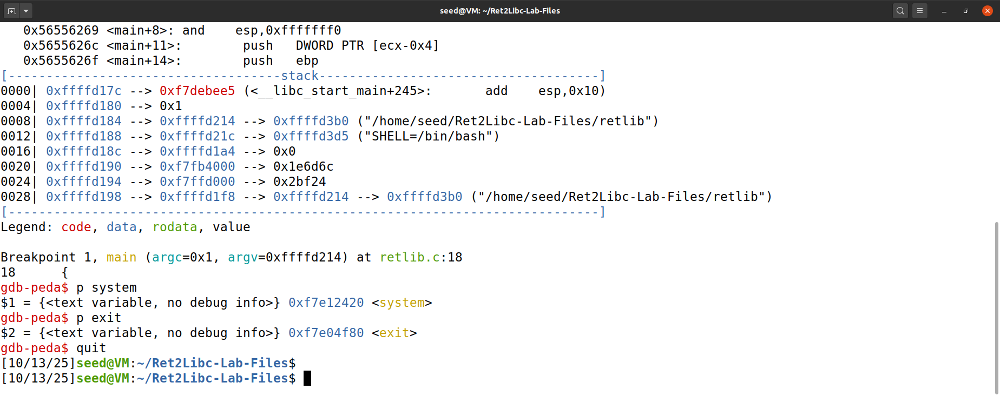 seed@VM: ~/Ret2Libc-Lab-Files
   0x56556269 <main+8>: and    esp,0xfffffff0
   0x5655626c <main+11>:        push   DWORD PTR [ecx-0x4]
   0x5655626f <main+14>:        push   ebp
[------------------------------------stack-------------------------------------]
0000| 0xffffd17c --> 0xf7debee5 (<__libc_start_main+245>:       add    esp,0x10)
0004| 0xffffd180 --> 0x1
0008| 0xffffd184 --> 0xffffd214 --> 0xffffd3b0 ("/home/seed/Ret2Libc-Lab-Files/retlib")
0012| 0xffffd188 --> 0xffffd21c --> 0xffffd3d5 ("SHELL=/bin/bash")
0016| 0xffffd18c --> 0xffffd1a4 --> 0x0
0020| 0xffffd190 --> 0xf7fb4000 --> 0x1e6d6c
0024| 0xffffd194 --> 0xf7ffd000 --> 0x2bf24
0028| 0xffffd198 --> 0xffffd1f8 --> 0xffffd214 --> 0xffffd3b0 ("/home/seed/Ret2Libc-Lab-Files/retlib")
[------------------------------------------------------------------------------]
Legend: code, data, rodata, value

Breakpoint 1, main (argc=0x1, argv=0xffffd214) at retlib.c:18
18      {
gdb-peda$ p system
$1 = {<text variable, no debug info>} 0xf7e12420 <system>
gdb-peda$ p exit
$2 = {<text variable, no debug info>} 0xf7e04f80 <exit>
gdb-peda$ quit
[10/13/25]seed@VM:~/Ret2Libc-Lab-Files$
[10/13/25]seed@VM:~/Ret2Libc-Lab-Files$